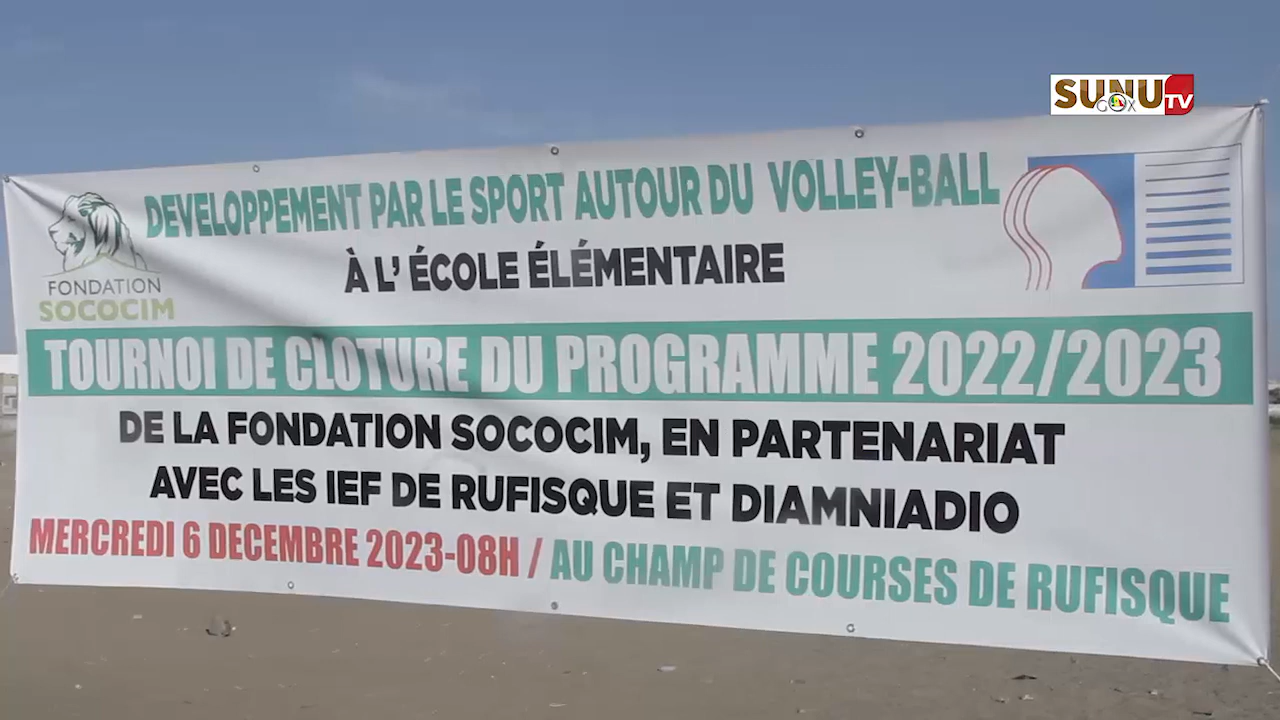 SUNU
GOX
TV
DEVELOPPEMENT PAR LE SPORT AUTOUR DU VOLLEY-BALL
À L' ÉCOLE ÉLÉMENTAIRE
FONDATION
SOCOCIM
TOURNOI DE CLOTURE DU PROGRAMME 2022/2023
DE LA FONDATION SOCOCIM, EN PARTENARIAT
AVEC LES IEF DE RUFISQUE ET DIAMNIADIO
MERCREDI 6 DECEMBRE 2023-08H / AU CHAMP DE COURSES DE RUFISQUE